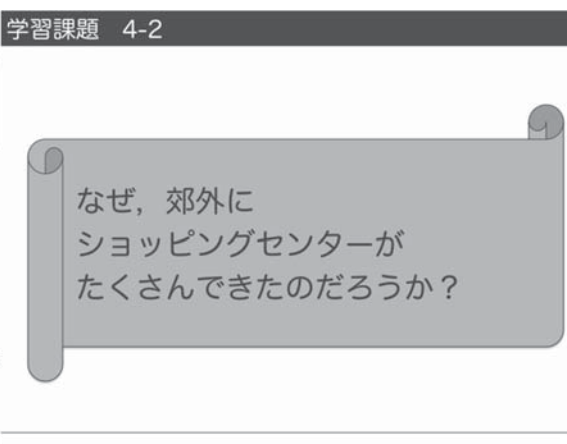 学習課題 4-2
なぜ，郊外に
ショッピングセンターが
たくさんできたのだろうか？